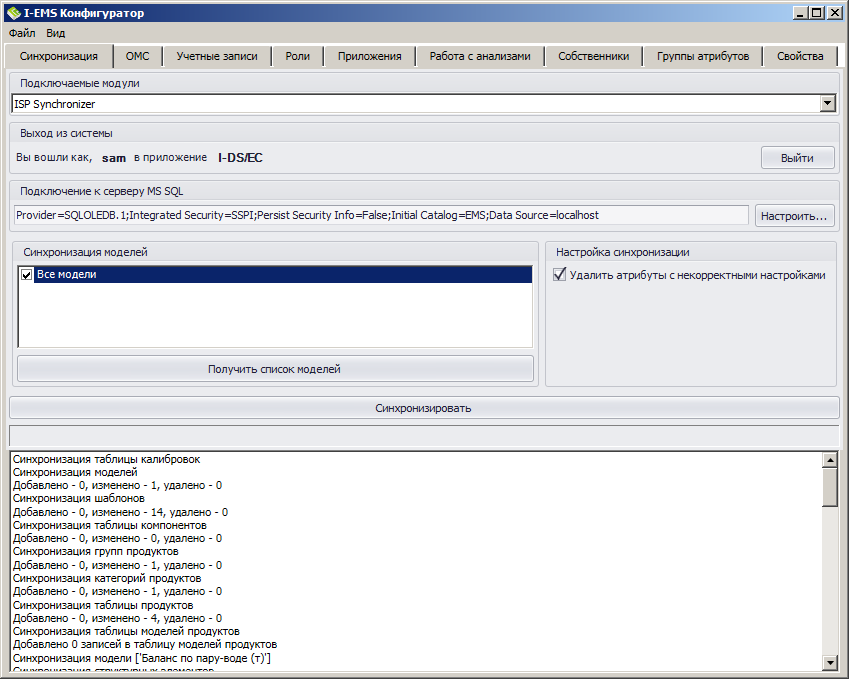 I-EMS Конфигуратор
Файл Вид
Синхронизация ОМС Учетные записи Роли Приложения Работа с анализами Собственники Группы атрибутов Свойства
Подключаемые модули
ISP Synchronizer
Выход из системы
Вы вошли как, sam в приложение I-DS/EC Выйти
Подключение к серверу MS SQL
Provider=SQLOLEDB.1;Integrated Security=SSPI;Persist Security Info=False;Initial Catalog=EMS;Data Source=localhost Настроить...
Синхронизация моделей Настройка синхронизации
Все модели Удалить атрибуты с некорректными настройками
Получить список моделей
Синхронизировать
Синхронизация таблицы калибровок
Синхронизация моделей
Добавлено - 0, изменено - 1, удалено - 0
Синхронизация шаблонов
Добавлено - 0, изменено - 14, удалено - 0
Синхронизация таблицы компонентов
Добавлено - 0, изменено - 0, удалено - 0
Синхронизация групп продуктов
Добавлено - 0, изменено - 1, удалено - 0
Синхронизация категорий продуктов
Добавлено - 0, изменено - 1, удалено - 0
Синхронизация таблицы продуктов
Добавлено - 0, изменено - 4, удалено - 0
Синхронизация таблицы моделей продуктов
Добавлено 0 записей в таблицу моделей продуктов
Синхронизация модели ['Баланс по пару-воде (т)']
Синхронизация структурных элементов